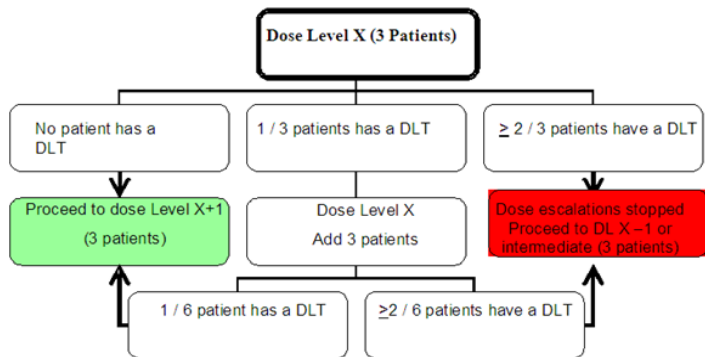 Dose Level X (3 Patients)
No patient has a
DLT
1 / 3 patients has a DLT
≥ 2 / 3 patients have a DLT
Proceed to dose Level X+1
(3 patients)
Dose Level X
Add 3 patients
Dose escalations stopped
Proceed to DL X –1 or
intermediate (3 patients)
1 / 6 patient has a DLT
≥2 / 6 patients have a DLT